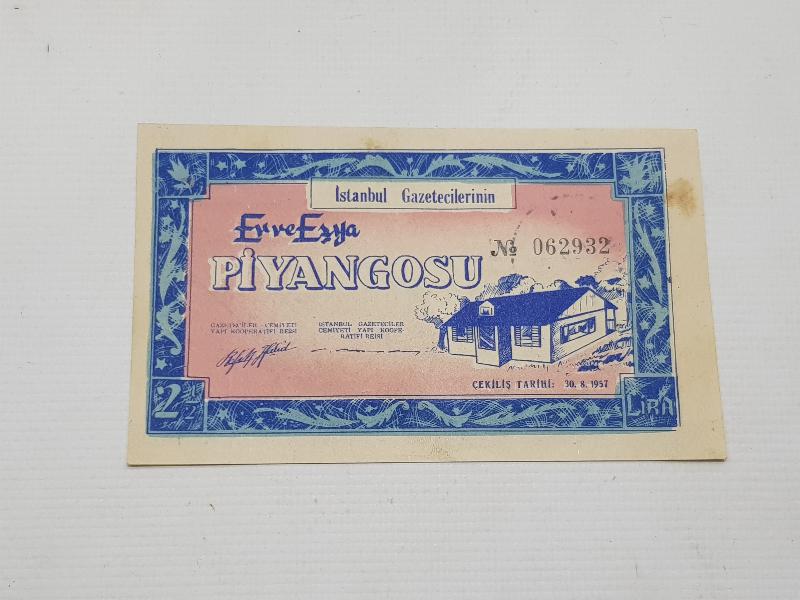 İstanbul Gazetecilerinin
Ev ve Eşya
№ 062932
PİYANGOSU
GAZETECİLER CEMİYETİ
YAPI KOOPERATİFİ REİSİ
İSTANBUL GAZETECİLER
CEMİYETİ YAPI KOOPE-
RATİFİ REİSİ
ÇEKİLİŞ TARİHİ: 30. 8. 1957
2 1/2
LİRA